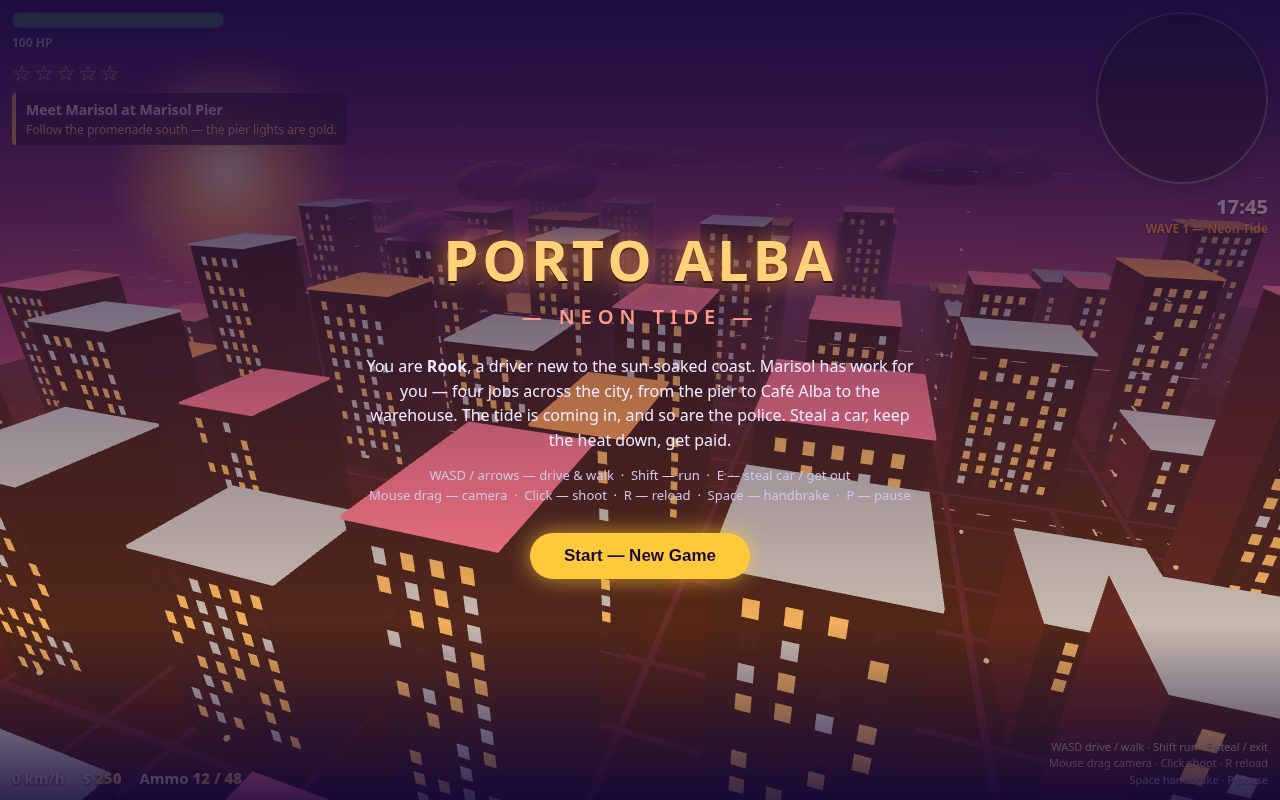 100 HP
☆☆☆☆☆
Meet Marisol at Marisol Pier
Follow the promenade south — the pier lights are gold.
17:45
WAVE 1 — Neon Tide
PORTO ALBA
— NEON TIDE —
You are Rook, a driver new to the sun-soaked coast. Marisol has work for
you — four jobs across the city, from the pier to Café Alba to the
warehouse. The tide is coming in, and so are the police. Steal a car, keep
the heat down, get paid.
WASD / arrows — drive & walk · Shift — run · E — steal car / get out
Mouse drag — camera · Click — shoot · R — reload · Space — handbrake · P — pause
Start — New Game
0 km/h $ 250 Ammo 12 / 48
WASD drive / walk · Shift run · E steal / exit
Mouse drag camera · Click shoot · R reload
Space handbrake · P pause